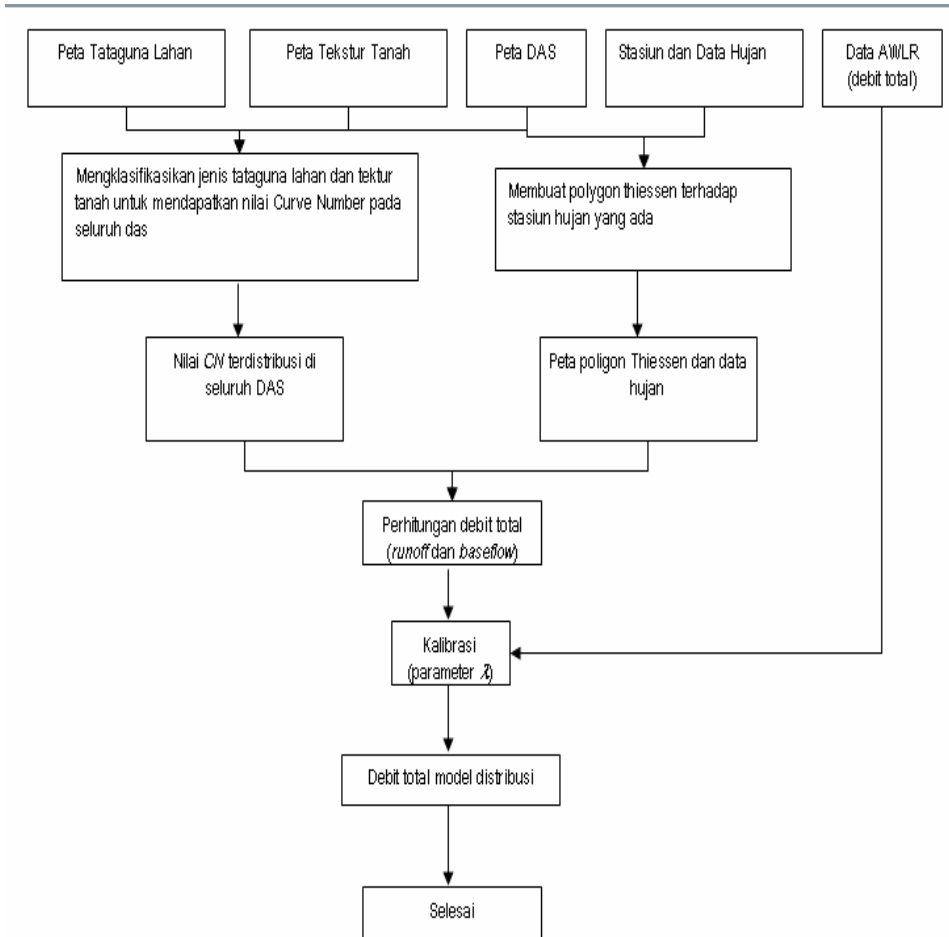 Peta Tataguna Lahan
Peta Tekstur Tanah
Peta DAS
Stasiun dan Data Hujan
Data AWLR
(debit total)
Mengklasifikasikan jenis tataguna lahan dan tektur
tanah untuk mendapatkan nilai Curve Number pada
seluruh das
Membuat polygon thiessen terhadap
stasiun hujan yang ada
Nilai CN terdistribusi di
seluruh DAS
Peta poligon Thiessen dan data
hujan
Perhitungan debit total
(runoff dan baseflow)
Kalibrasi
(parameter λ)
Debit total model distribusi
Selesai